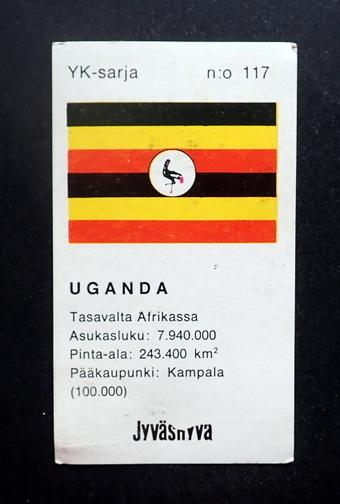 YK-sarja n:o 117
UGANDA
Tasavalta Afrikassa
Asukasluku: 7.940.000
Pinta-ala: 243.400 km²
Pääkaupunki: Kampala
(100.000)
Jyväshyvä